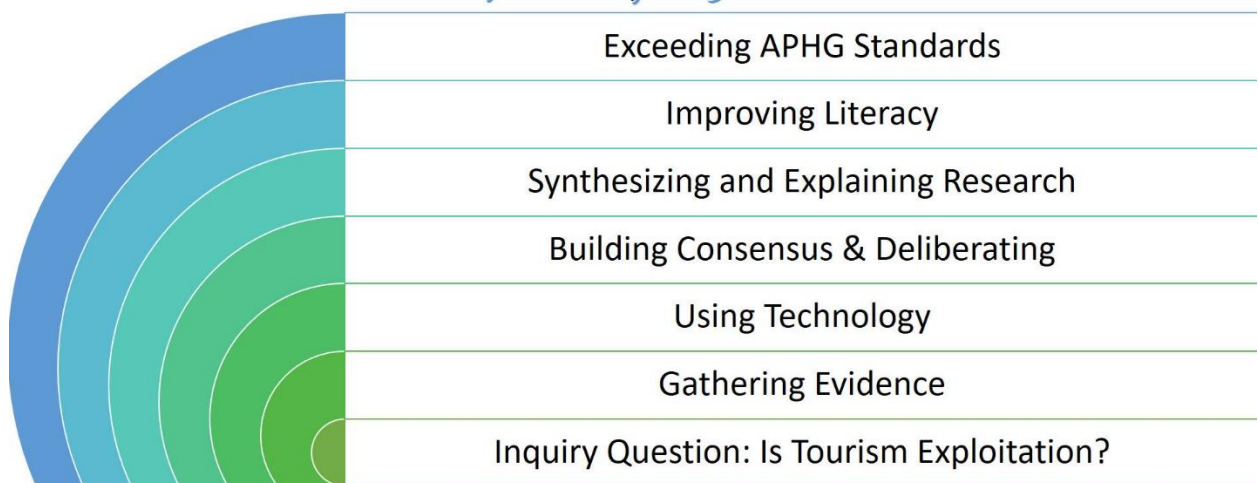 Exceeding APHG Standards
Improving Literacy
Synthesizing and Explaining Research
Building Consensus & Deliberating
Using Technology
Gathering Evidence
Inquiry Question: Is Tourism Exploitation?